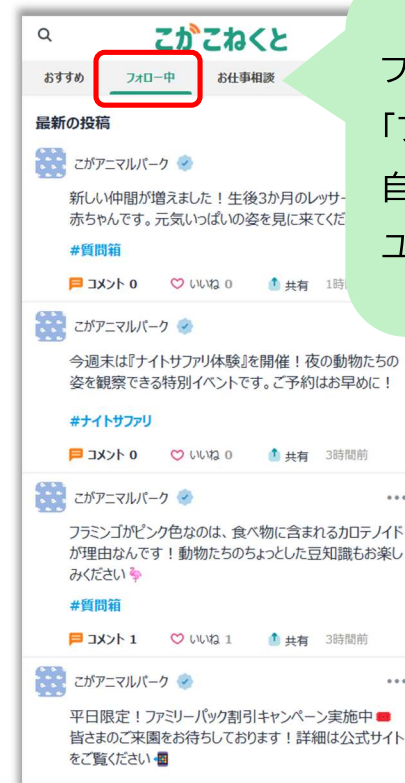 こがこねくと
おすすめ フォロー中 お仕事相談
最新の投稿
こがアニマルパーク
新しい仲間が増えました！生後3か月のレッサー
赤ちゃんです。元気いっぱいの姿を見に来てくだ
#質問箱
コメント 0 いいね 0 共有 1時
「
自
ユ
こがアニマルパーク
今週末は『ナイトサファリ体験』を開催！夜の動物たちの
姿を観察できる特別イベントです。ご予約はお早めに！
#ナイトサファリ
コメント 0 いいね 0 共有 3時間前
こがアニマルパーク
フラミンゴがピンク色なのは、食べ物に含まれるカロテノイド
が理由なんです！動物たちのちょっとした豆知識もお楽し
みください🦩
#質問箱
コメント 1 いいね 1 共有 3時間前
こがアニマルパーク
平日限定！ファミリーパック割引キャンペーン実施中🎟️
皆さまのご来園をお待ちしております！詳細は公式サイト
をご覧ください📲